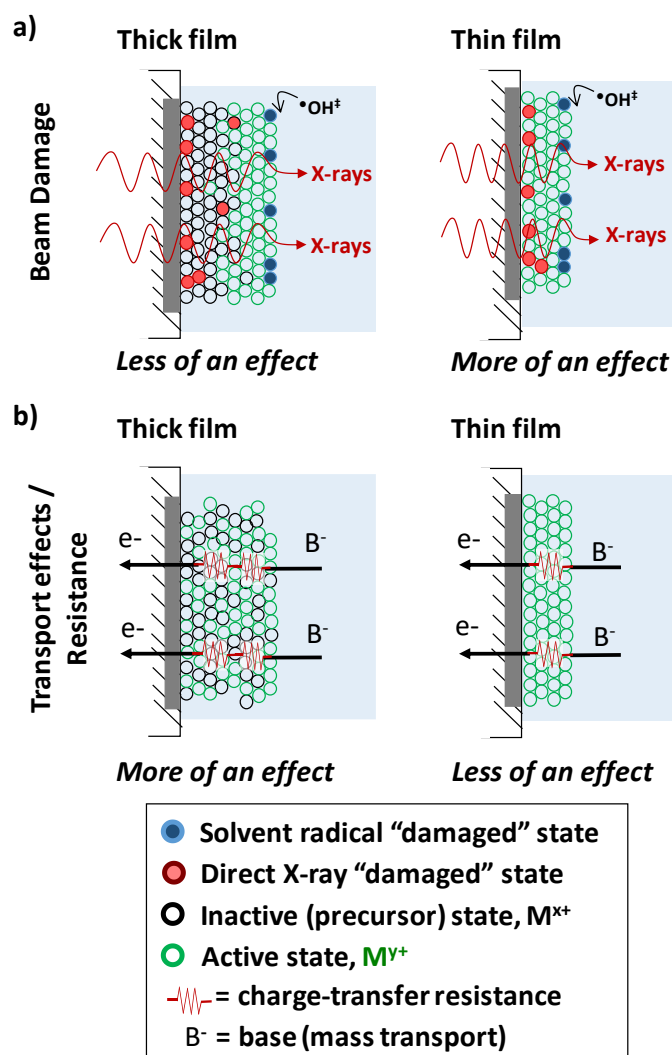 a)
Thick film
Thin film
Beam Damage
•OH‡
•OH‡
X-rays
X-rays
X-rays
X-rays
Less of an effect
More of an effect
b)
Thick film
Thin film
Transport effects /
Resistance
e-
B-
e-
B-
e-
B-
e-
B-
More of an effect
Less of an effect
Solvent radical “damaged” state
Direct X-ray “damaged” state
Inactive (precursor) state, Mˣ⁺
Active state, Mʸ⁺
= charge-transfer resistance
B- = base (mass transport)